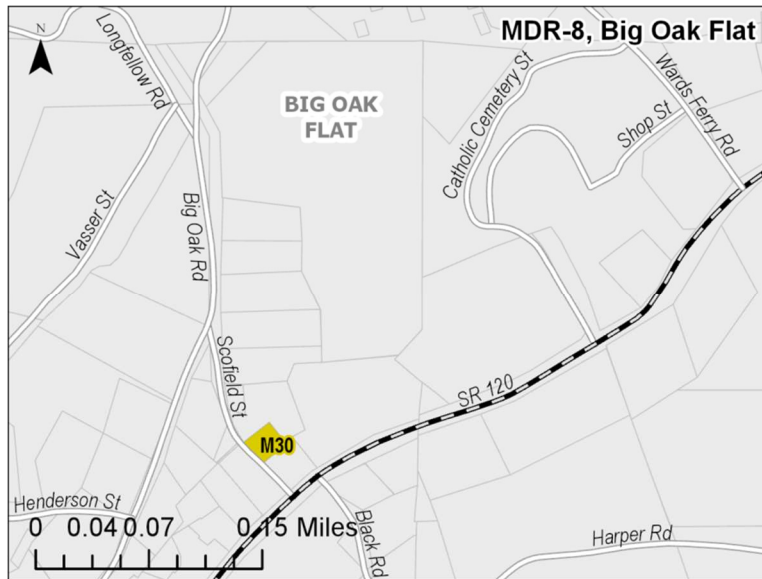 MDR-8, Big Oak Flat
N
Longfellow Rd
BIG OAK
FLAT
Catholic Cemetery St
Wards Ferry Rd
Shop St
Vasser St
Big Oak Rd
Scofield St
SR 120
M30
Henderson St
Black Rd
Harper Rd
0 0.04 0.07 0.15 Miles